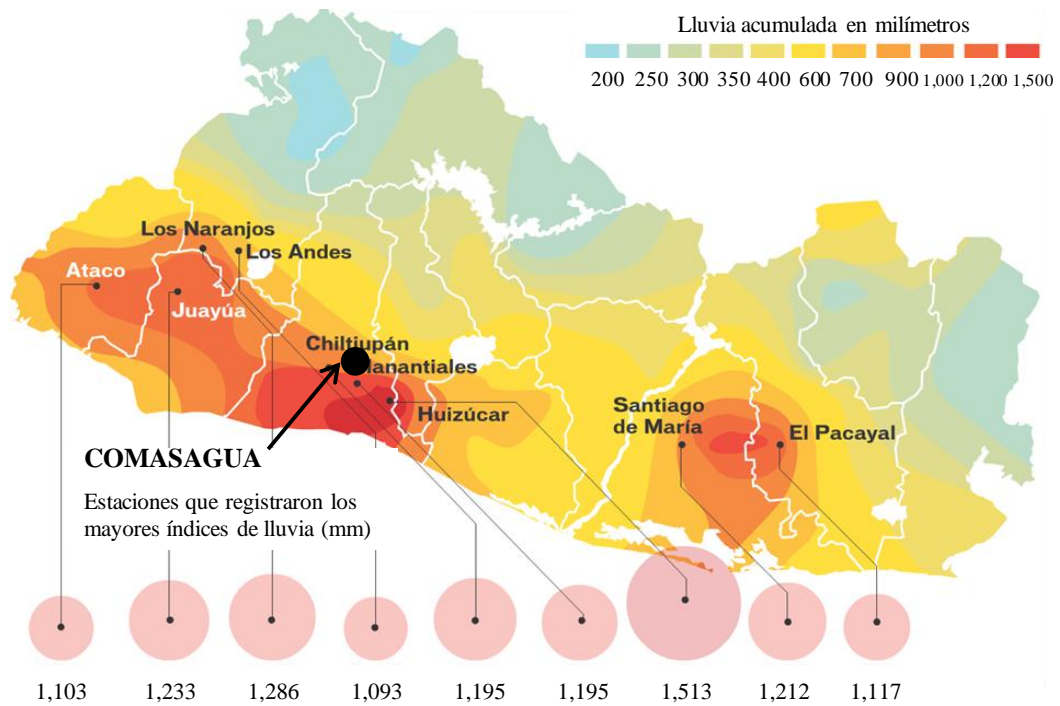 Lluvia acumulada en milímetros
200 250 300 350 400 600 700 900 1,000 1,200 1,500
Los Naranjos
Los Andes
Ataco
Juayúa
Chiltiupán
anantiales
Huizúcar
Santiago
de María
El Pacayal
COMASAGUA
Estaciones que registraron los
mayores índices de lluvia (mm)
1,103 1,233 1,286 1,093 1,195 1,195 1,513 1,212 1,117